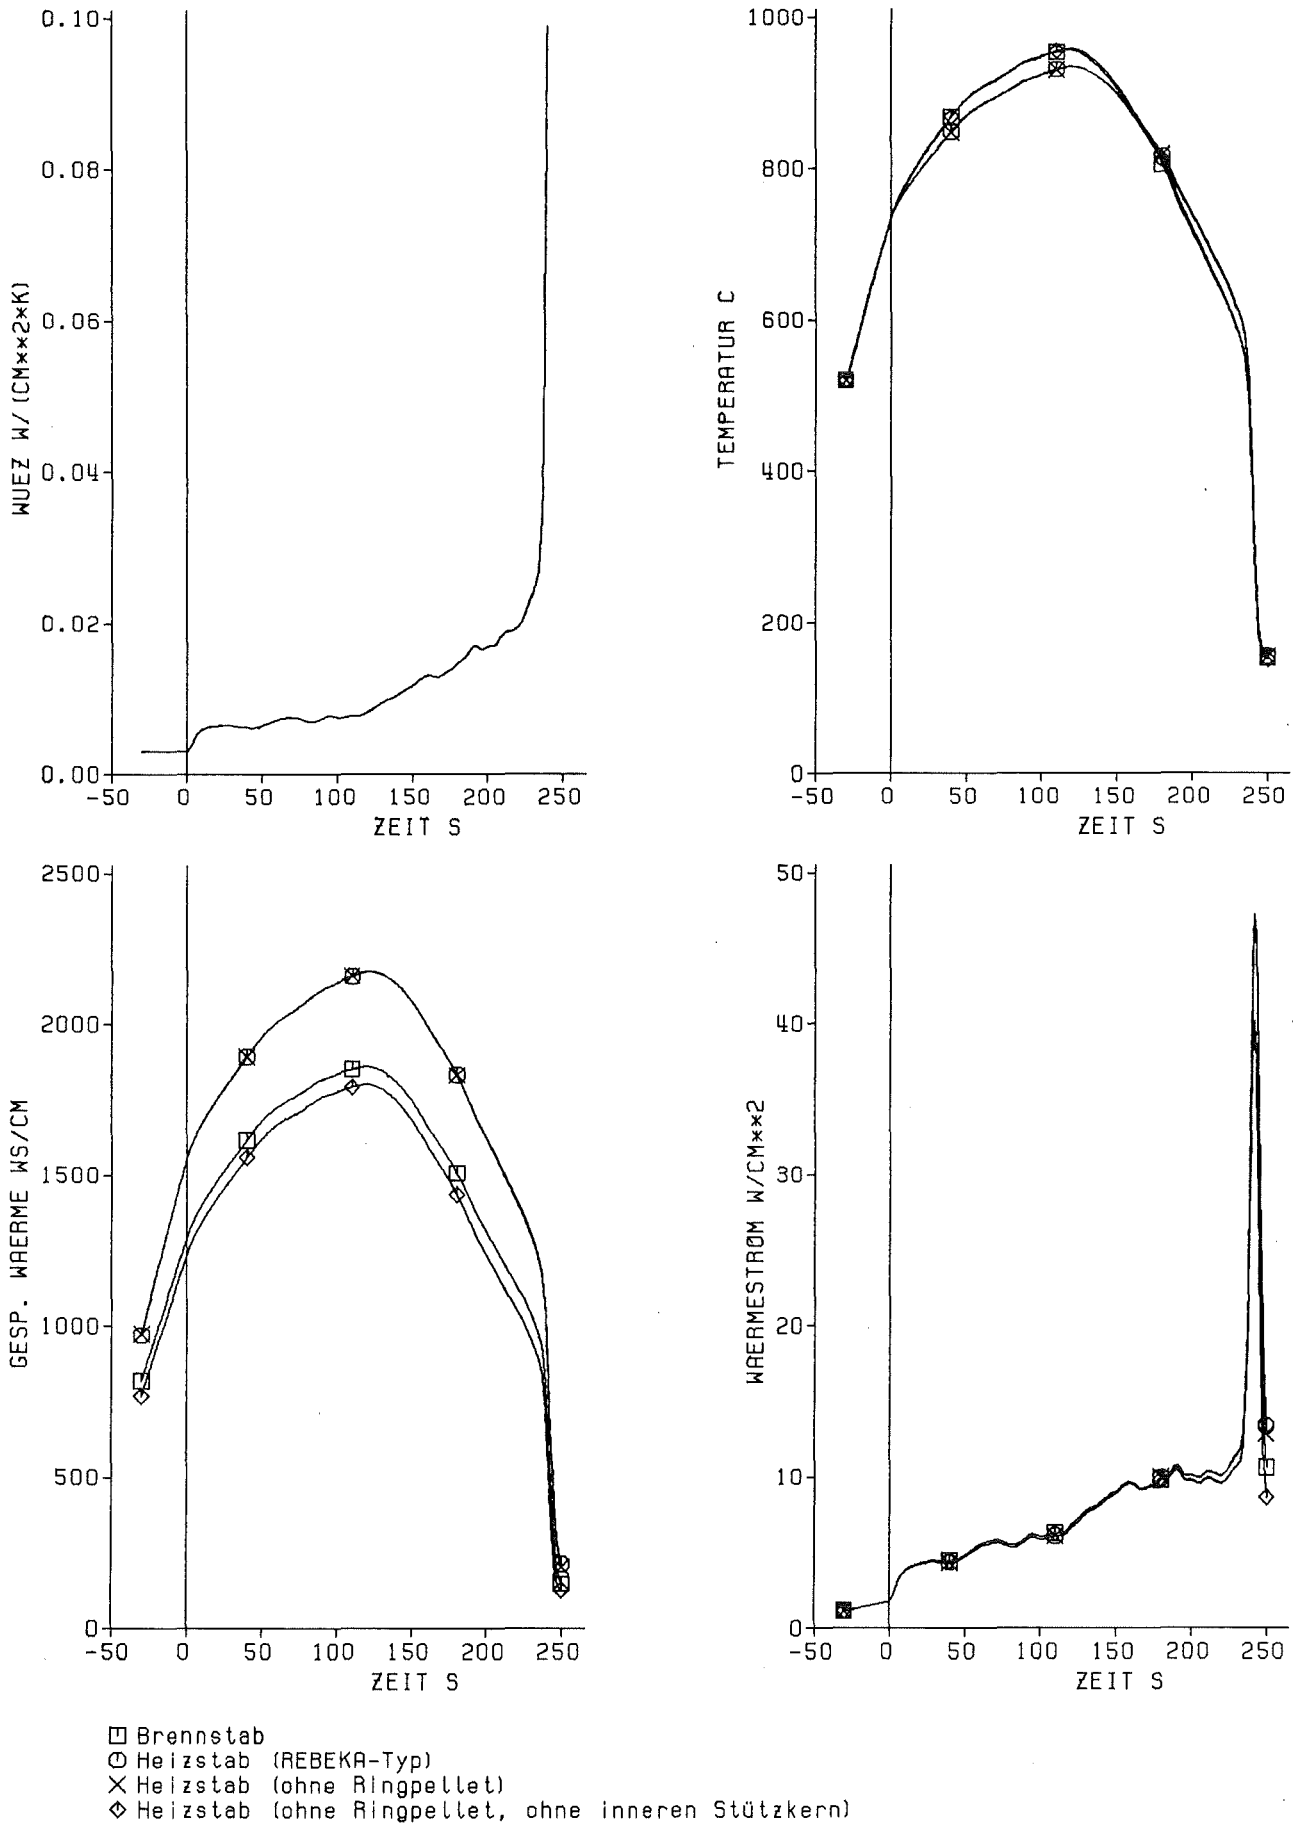 0.10
0.08
0.06
0.04
0.02
0.00
WUEZ W/(CM**2*K)
-50 0 50 100 150 200 250
ZEIT S
1000
800
600
400
200
0
TEMPERATUR C
-50 0 50 100 150 200 250
ZEIT S
2500
2000
1500
1000
500
0
GESP. WAERME WS/CM
-50 0 50 100 150 200 250
ZEIT S
50
40
30
20
10
0
WAERMESTROM W/CM**2
-50 0 50 100 150 200 250
ZEIT S
Brennstab
Heizstab (REBEKA-Typ)
Heizstab (ohne Ringpellet)
Heizstab (ohne Ringpellet, ohne inneren Stützkern)